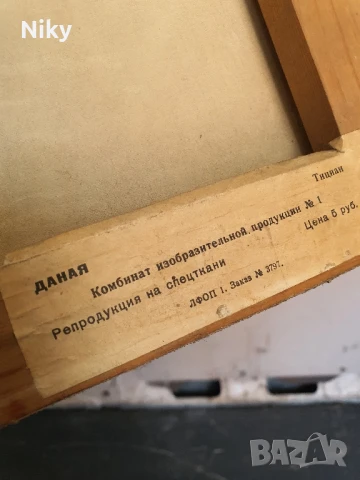 Niky
ДАНАЯ Тициан
Комбинат изобразительной продукции № 1
Репродукция на спецткани Цена 6 руб.
ЛФОП 1. Заказ № 3797.
BAZAR